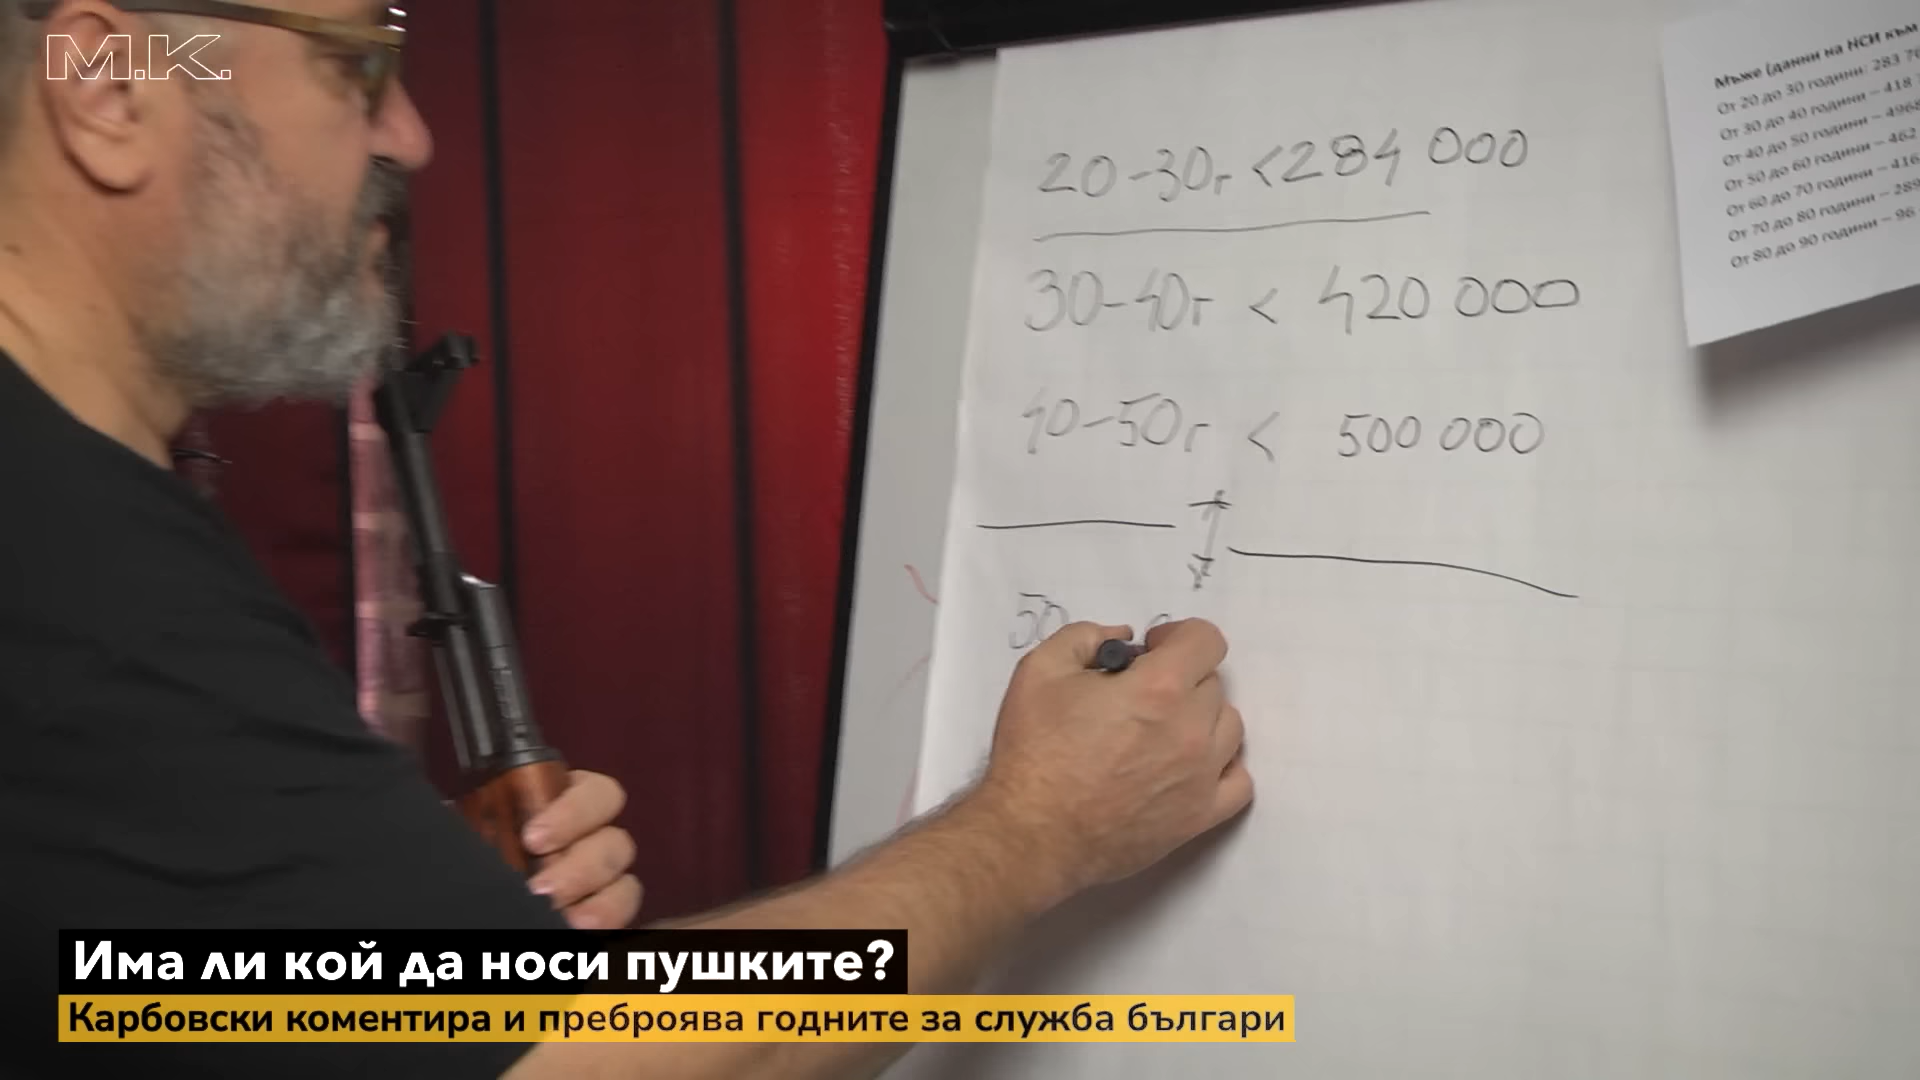 М.К.
20-30г <284 000
30-40г < 420 000
40-50г < 500 000
50
Мъже (данни на НСИ към
От 20 до 30 години: 283 7
От 30 до 40 години – 418
От 40 до 50 години – 496
От 50 до 60 години – 462
От 60 до 70 години – 416
От 70 до 80 години – 289
От 80 до 90 години – 96
Има ли кой да носи пушките?
Карбовски коментира и преброява годните за служба българи